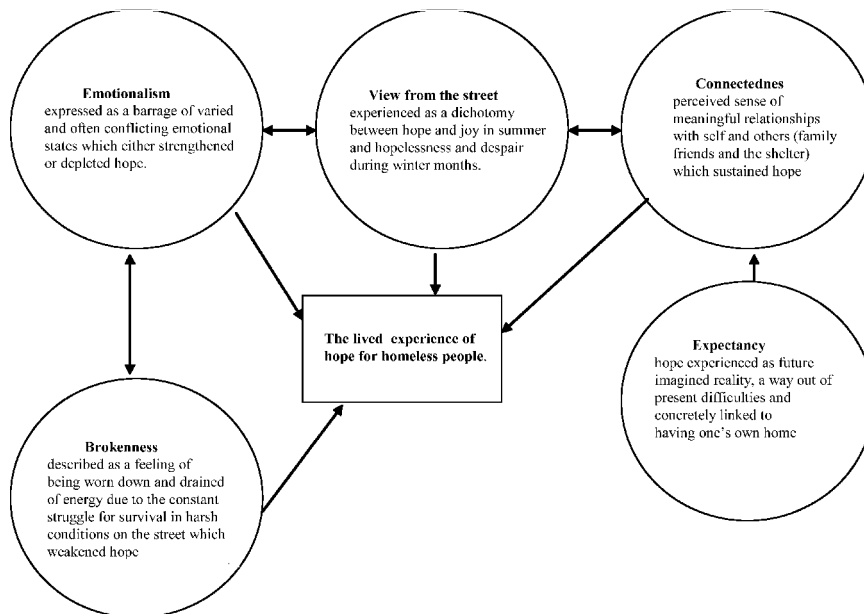 Emotionalism
expressed as a barrage of varied
and often conflicting emotional
states which either strengthened
or depleted hope.
View from the street
experienced as a dichotomy
between hope and joy in summer
and hopelessness and despair
during winter months.
Connectednes
perceived sense of
meaningful relationships
with self and others (family
friends and the shelter)
which sustained hope
The lived experience of
hope for homeless people.
Expectancy
hope experienced as future
imagined reality, a way out of
present difficulties and
concretely linked to
having one's own home
Brokenness
described as a feeling of
being worn down and drained
of energy due to the constant
struggle for survival in harsh
conditions on the street which
weakened hope